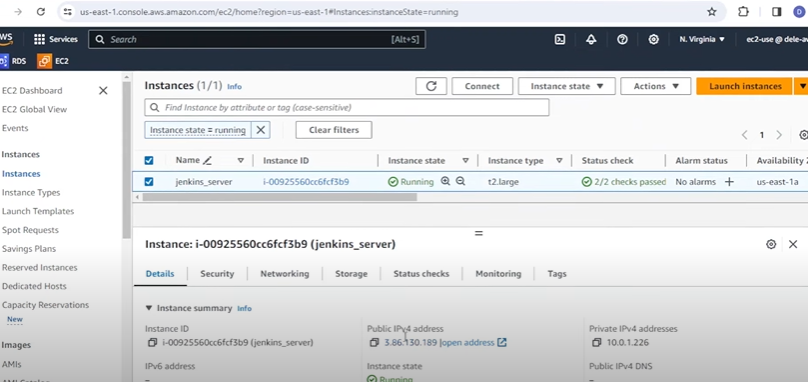 us-east-1.console.aws.amazon.com/ec2/home?region=us-east-1#Instances:instanceState=running
Services
Search
[Alt+S]
N. Virginia
ec2-use @ dele-av
RDS
EC2
EC2 Dashboard
EC2 Global View
Events
Instances
Instances
Instance Types
Launch Templates
Spot Requests
Savings Plans
Reserved Instances
Dedicated Hosts
Capacity Reservations
New
Images
AMIs
Instances (1/1) Info
Connect
Instance state
Actions
Launch instances
Find Instance by attribute or tag (case-sensitive)
Instance state = running
Clear filters
1
Name Instance ID Instance state Instance type Status check Alarm status Availability
jenkins_server i-00925560cc6fcf3b9 Running t2.large 2/2 checks passed No alarms us-east-1a
Instance: i-00925560cc6fcf3b9 (jenkins_server)
Details Security Networking Storage Status checks Monitoring Tags
Instance summary Info
Instance ID
i-00925560cc6fcf3b9 (jenkins_server)
Public IPv4 address
3.86.130.189 |open address
Private IPv4 addresses
10.0.1.226
IPv6 address
Instance state
Running
Public IPv4 DNS